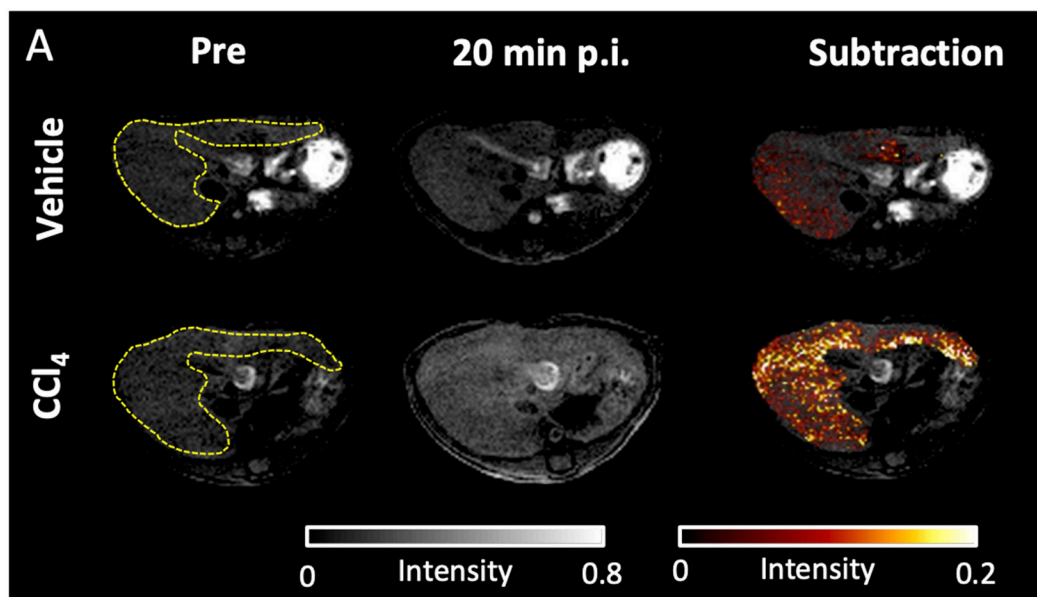 A
Pre
20 min p.i.
Subtraction
Vehicle
CCl₄
0 Intensity 0.8
0 Intensity 0.2